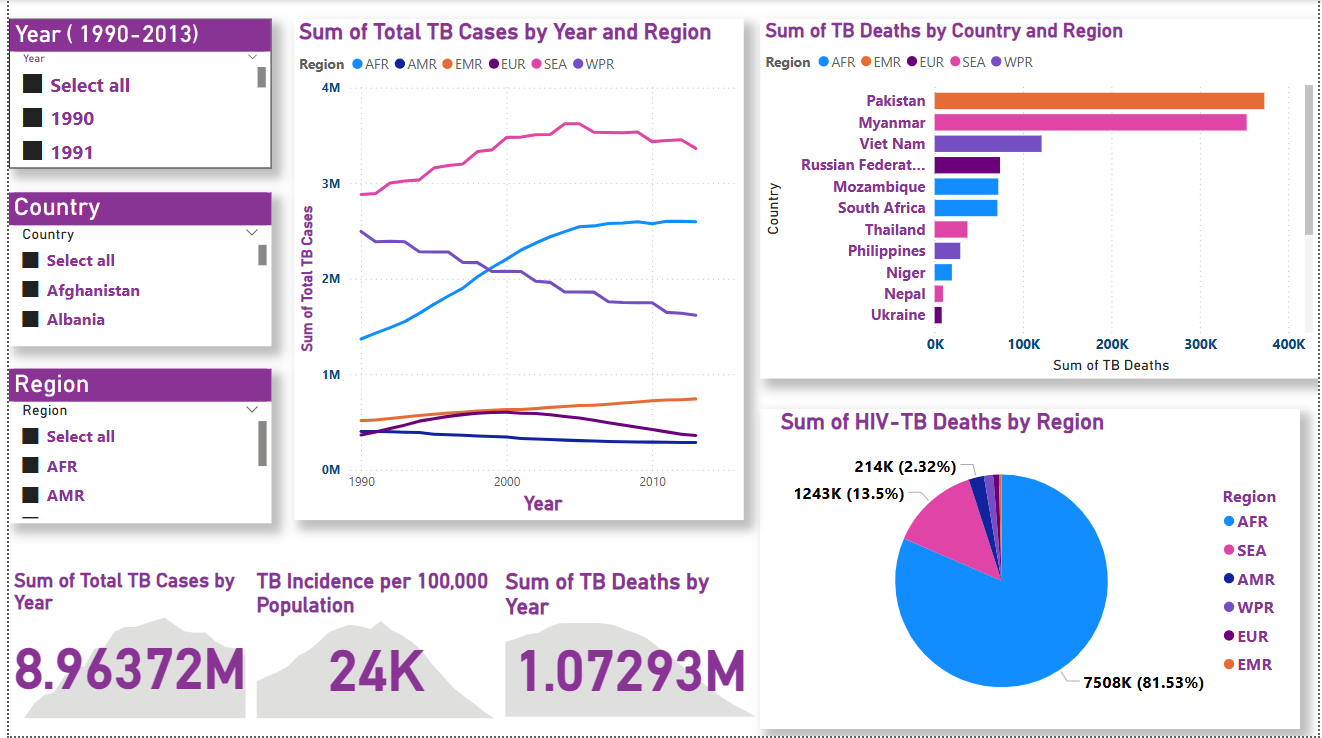 Year ( 1990-2013)
Year
Select all
1990
1991
Country
Country
Select all
Afghanistan
Albania
Region
Region
Select all
AFR
AMR
Sum of Total TB Cases by Year and Region
Region AFR AMR EMR EUR SEA WPR
4M
3M
2M
1M
0M
Sum of Total TB Cases
1990 2000 2010
Year
Sum of TB Deaths by Country and Region
Region AFR EMR EUR SEA WPR
Country
Pakistan
Myanmar
Viet Nam
Russian Federat...
Mozambique
South Africa
Thailand
Philippines
Niger
Nepal
Ukraine
0K 100K 200K 300K 400K
Sum of TB Deaths
Sum of HIV-TB Deaths by Region
214K (2.32%)
1243K (13.5%)
7508K (81.53%)
Region
AFR
SEA
AMR
WPR
EUR
EMR
Sum of Total TB Cases by
Year
8.96372M
TB Incidence per 100,000
Population
24K
Sum of TB Deaths by
Year
1.07293M